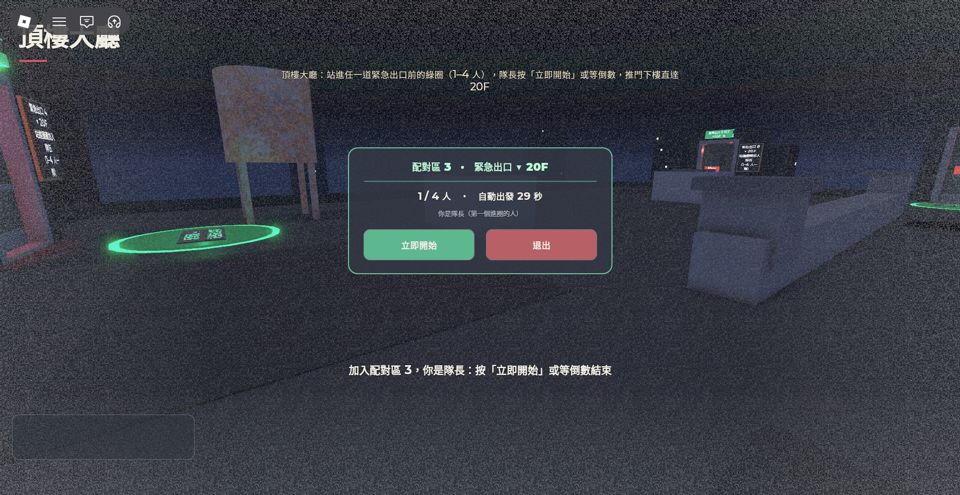 頂樓大廳
頂樓大廳：站進任一道緊急出口前的綠圈（1–4 人），隊長按「立即開始」或等倒數，推門下樓直達
20F
配對區 3 • 緊急出口 ▼ 20F
1 / 4 人 • 自動出發 29 秒
你是隊長（第一個進圈的人）
立即開始
退出
加入配對區 3，你是隊長：按「立即開始」或等倒數結束